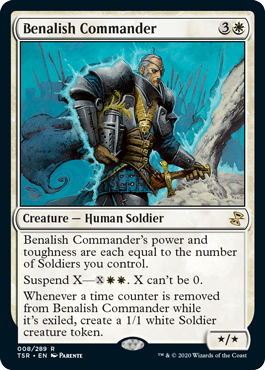 Benalish Commander 3
Creature — Human Soldier
Benalish Commander's power and
toughness are each equal to the number
of Soldiers you control.
Suspend X—X. X can't be 0.
Whenever a time counter is removed
from Benalish Commander while
it's exiled, create a 1/1 white Soldier
creature token.
*/*
008/289 R
TSR • EN Parente
™ & © 2020 Wizards of the Coast